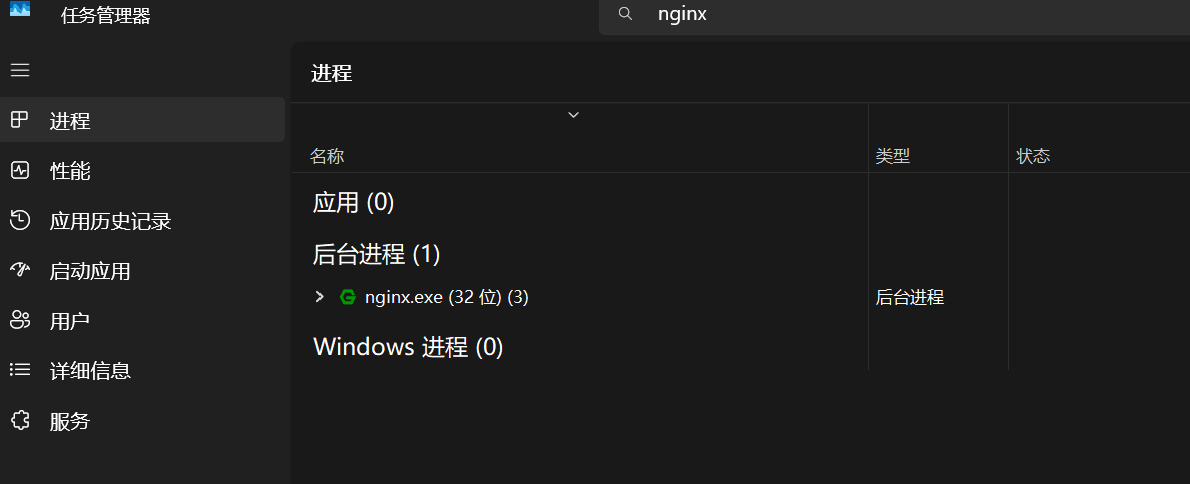 任务管理器
nginx
进程
进程
性能
应用历史记录
启动应用
用户
详细信息
服务
名称 类型 状态
应用 (0)
后台进程 (1)
nginx.exe (32 位) (3) 后台进程
Windows 进程 (0)